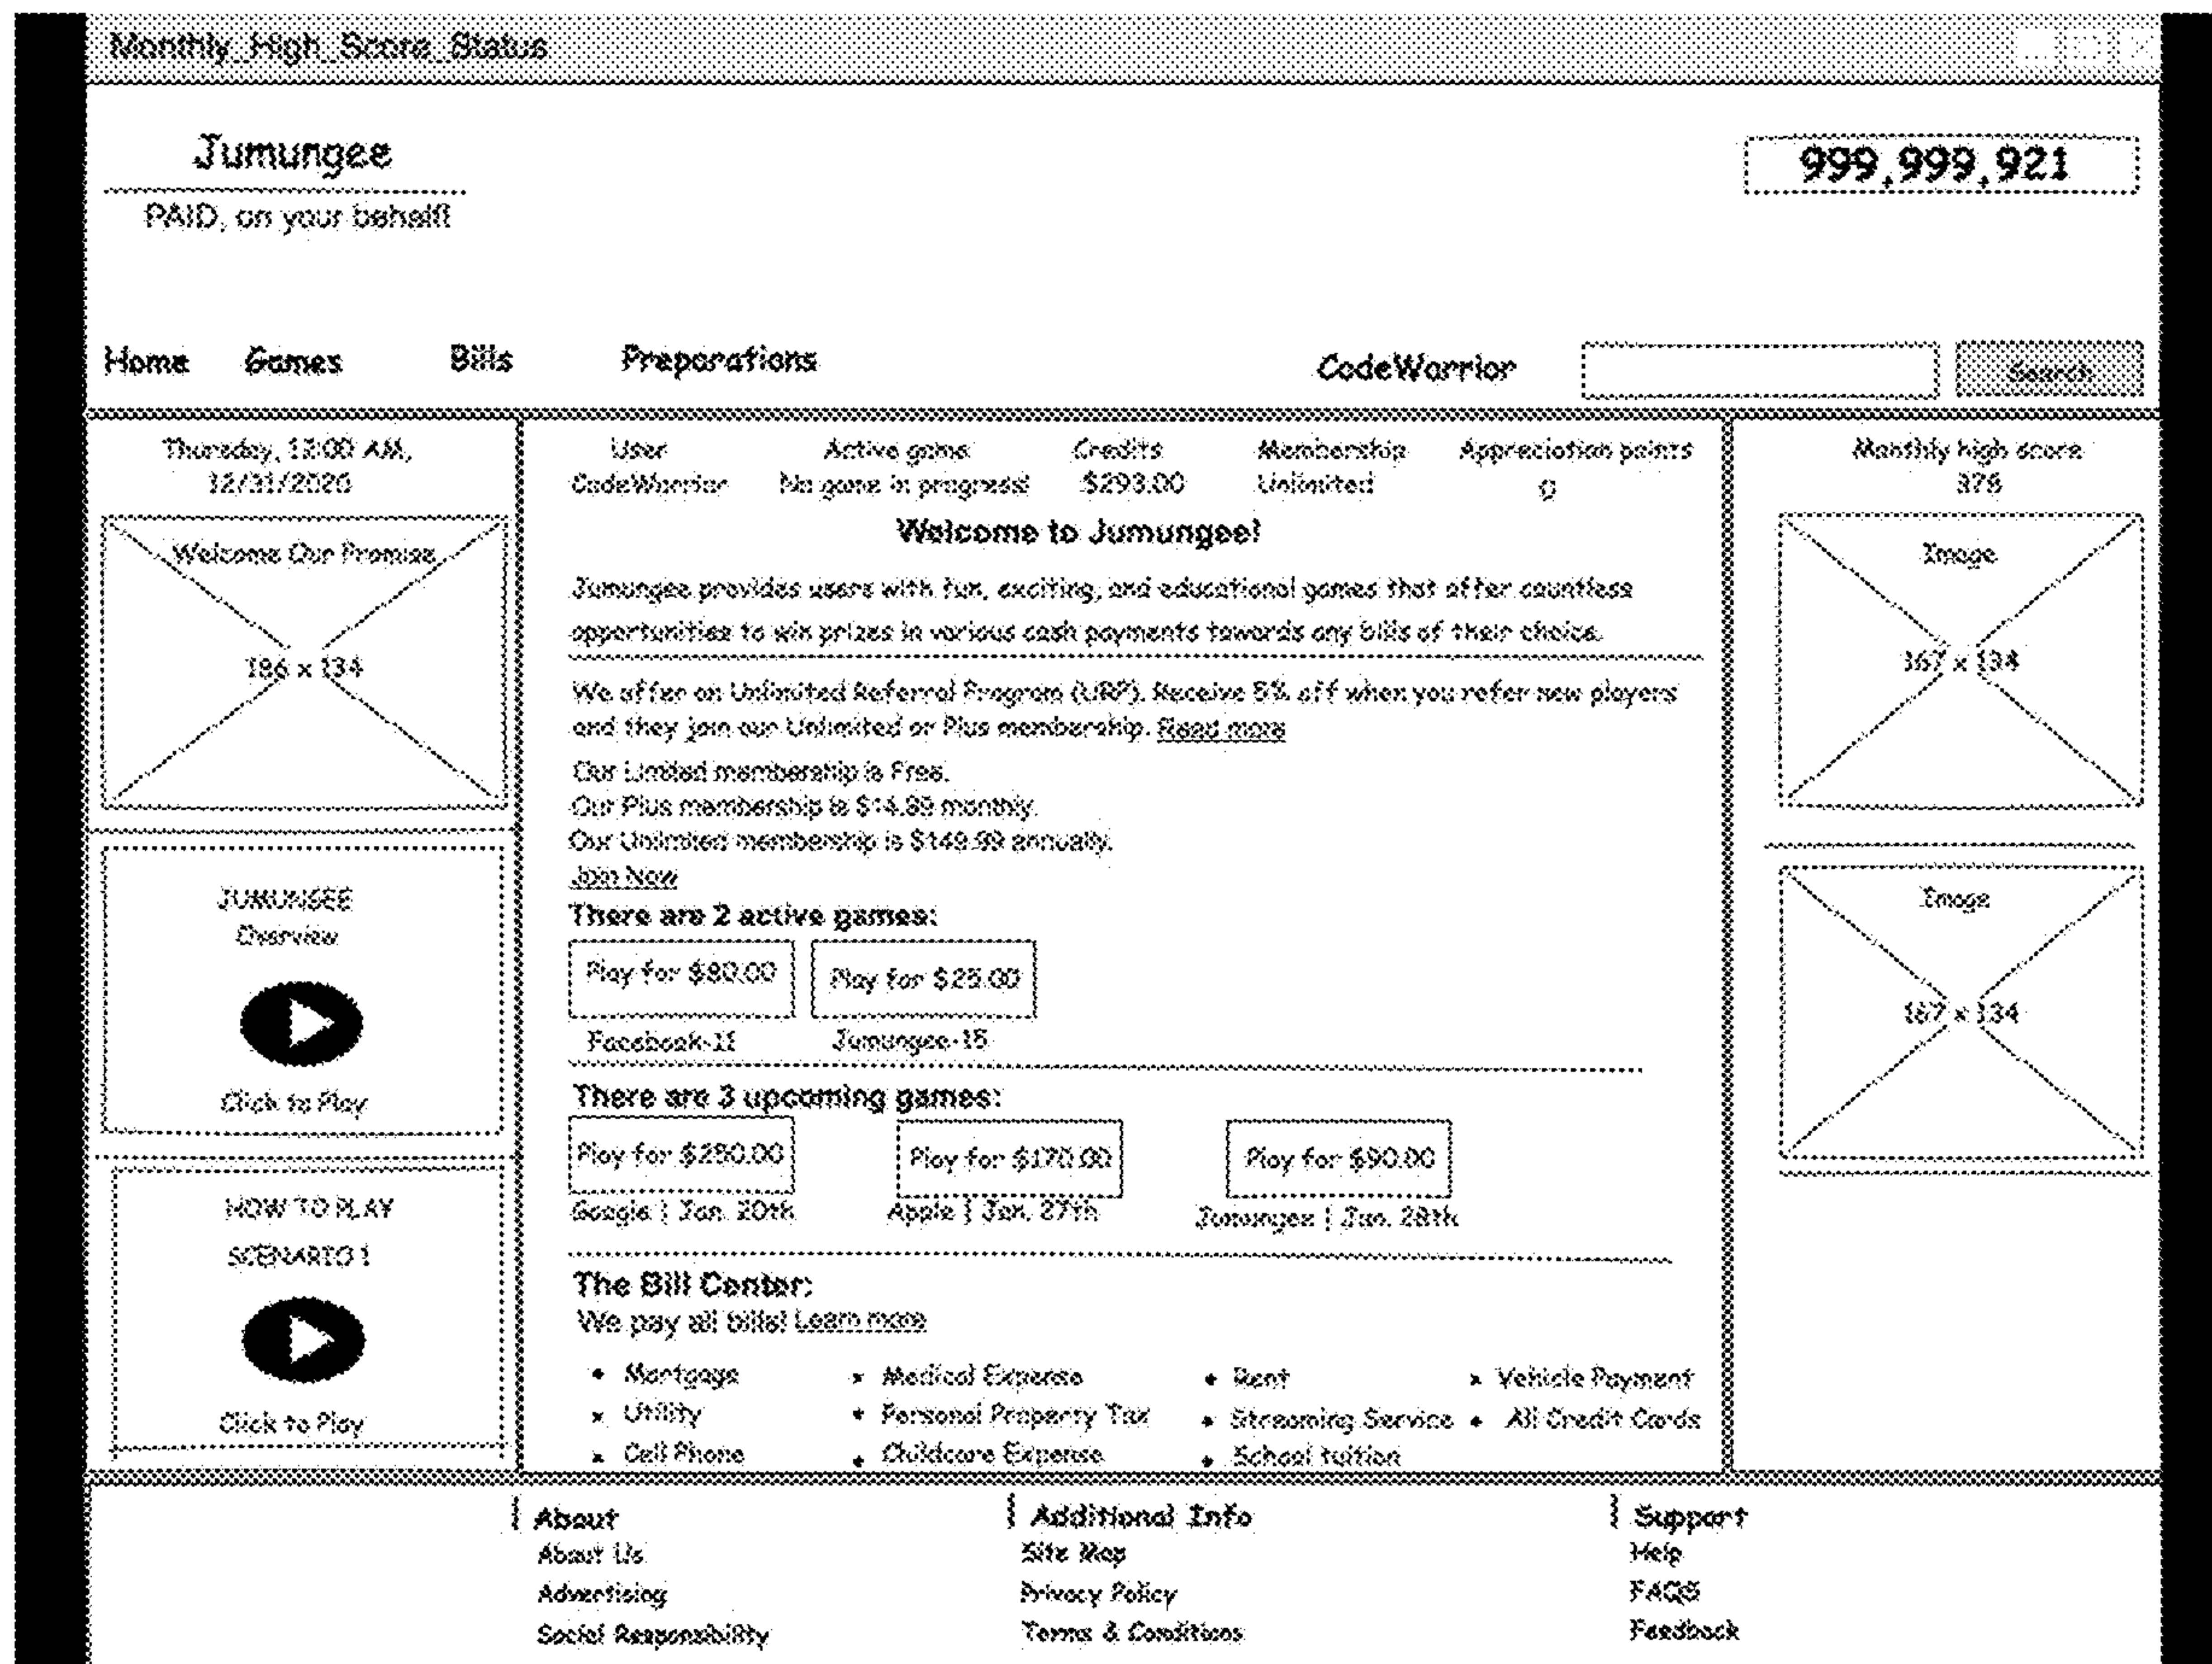 Monthly_High_Score_Status
Jumungee
999,999,921
PAID, on your behalf!
Home Games Bills Preparations CodeWarrior Search
Thursday, 12:00 AM,
12/31/2020
Welcome Our Promise
186 x 134
JUMUNGEE
Overview
Click to Play
HOW TO PLAY
SCENARIO 1
Click to Play
User Active game Credits Membership Appreciation points
CodeWarrior No game in progress! $293.00 Unlimited 0
Welcome to Jumungee!
Jumungee provides users with fun, exciting, and educational games that offer countless
opportunities to win prizes in various cash payments towards any bills of their choice.
We offer an Unlimited Referral Program (URP). Receive 5% off when you refer new players
and they join our Unlimited or Plus membership. Read more
Our Limited membership is Free.
Our Plus membership is $14.99 monthly.
Our Unlimited membership is $149.99 annually.
Join Now
There are 2 active games:
Play for $80.00 Play for $25.00
Facebook-11 Jumungee-15
There are 3 upcoming games:
Play for $250.00 Play for $170.00 Play for $90.00
Google | Jan. 20th Apple | Jan. 27th Jumungee | Jan. 28th
The Bill Center:
We pay all bills! Learn more
Mortgage Medical Expense Rent Vehicle Payment
Utility Personal Property Tax Streaming Service All Credit Cards
Cell Phone Childcare Expense School tuition
Monthly high score
Image
167 x 134
Image
167 x 134
About Additional Info Support
About Us Site Map Help
Advertising Privacy Policy FAQS
Social Responsibility Terms & Conditions Feedback